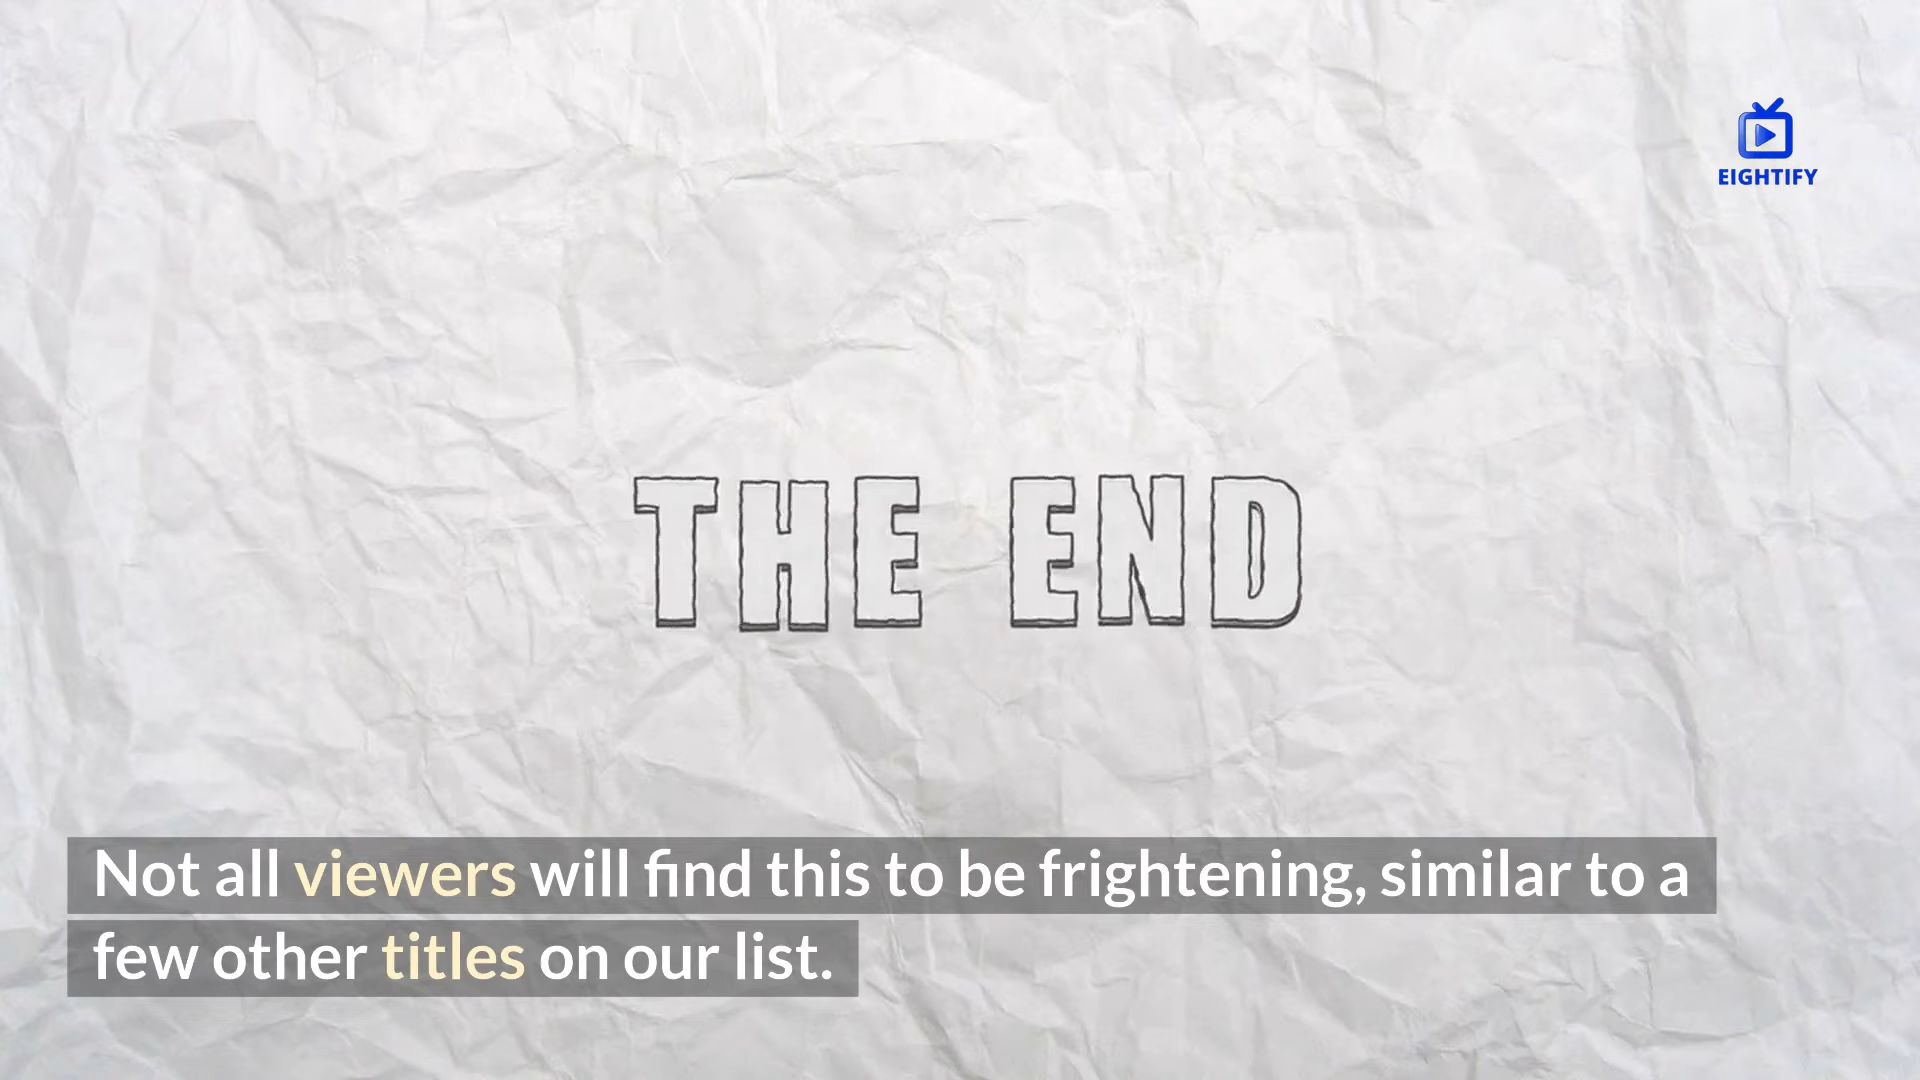 EIGHTIFY
THE END
Not all viewers will find this to be frightening, similar to a
few other titles on our list.